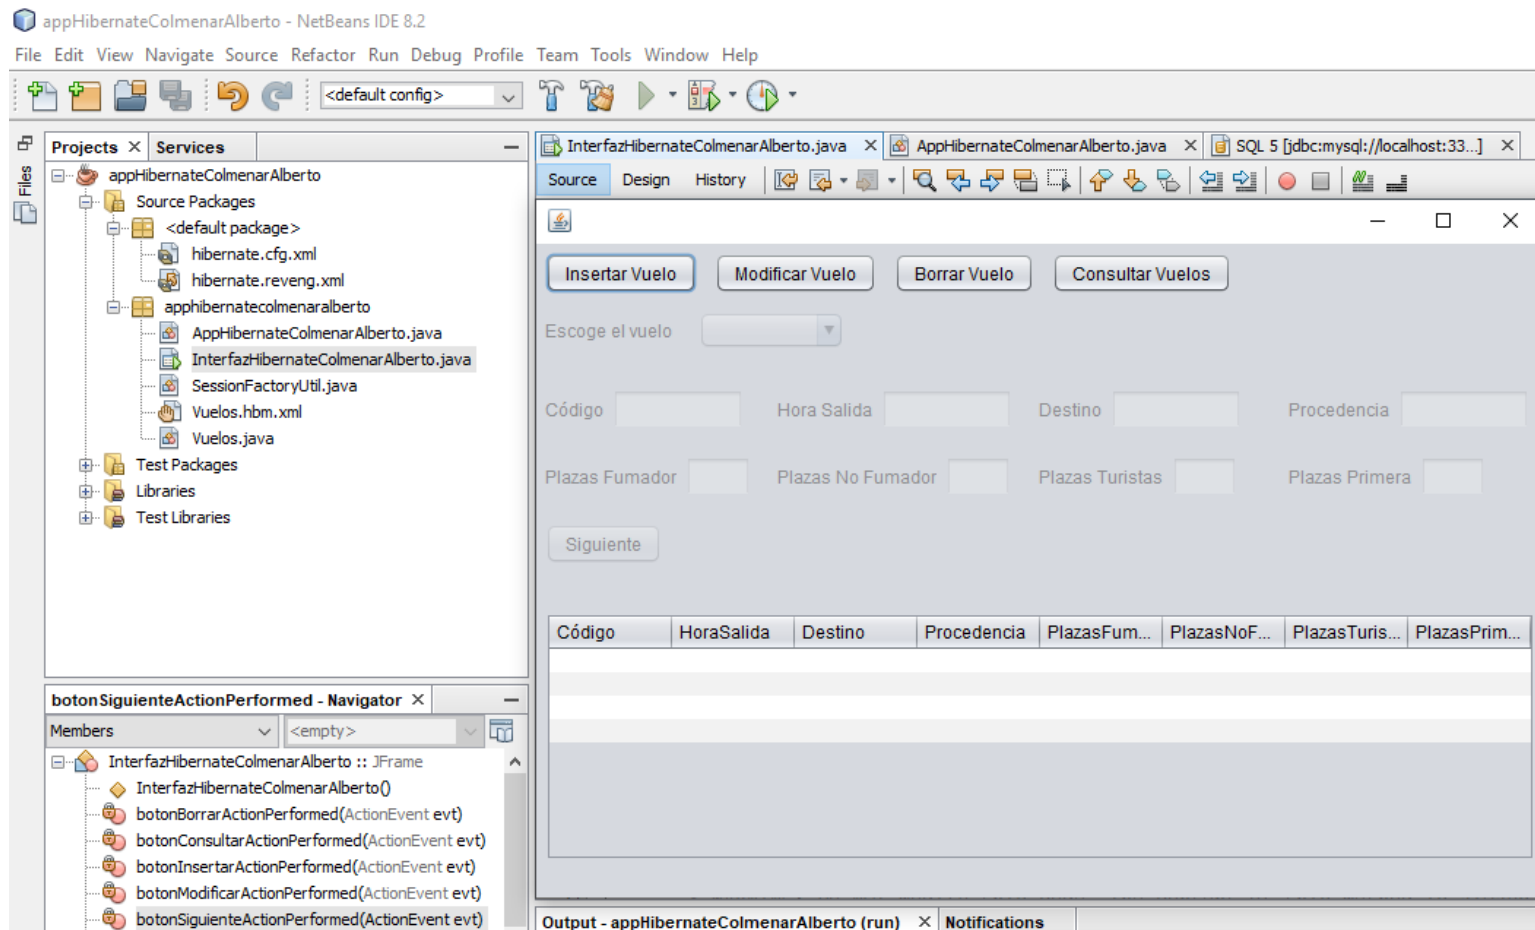 appHibernateColmenarAlberto - NetBeans IDE 8.2
File Edit View Navigate Source Refactor Run Debug Profile Team Tools Window Help
<default config>
Files
Projects Services
appHibernateColmenarAlberto
Source Packages
<default package>
hibernate.cfg.xml
hibernate.reveng.xml
apphibernatecolmenaralberto
AppHibernateColmenarAlberto.java
InterfazHibernateColmenarAlberto.java
SessionFactoryUtil.java
Vuelos.hbm.xml
Vuelos.java
Test Packages
Libraries
Test Libraries
botonSiguienteActionPerformed - Navigator
Members <empty>
InterfazHibernateColmenarAlberto :: JFrame
InterfazHibernateColmenarAlberto()
botonBorrarActionPerformed(ActionEvent evt)
botonConsultarActionPerformed(ActionEvent evt)
botonInsertarActionPerformed(ActionEvent evt)
botonModificarActionPerformed(ActionEvent evt)
botonSiguienteActionPerformed(ActionEvent evt)
InterfazHibernateColmenarAlberto.java AppHibernateColmenarAlberto.java SQL 5 [jdbc:mysql://localhost:33...]
Source Design History
Insertar Vuelo Modificar Vuelo Borrar Vuelo Consultar Vuelos
Escoge el vuelo
Código Hora Salida Destino Procedencia
Plazas Fumador Plazas No Fumador Plazas Turistas Plazas Primera
Siguiente
Código HoraSalida Destino Procedencia PlazasFum... PlazasNoF... PlazasTuris... PlazasPrim...
Output - appHibernateColmenarAlberto (run) Notifications